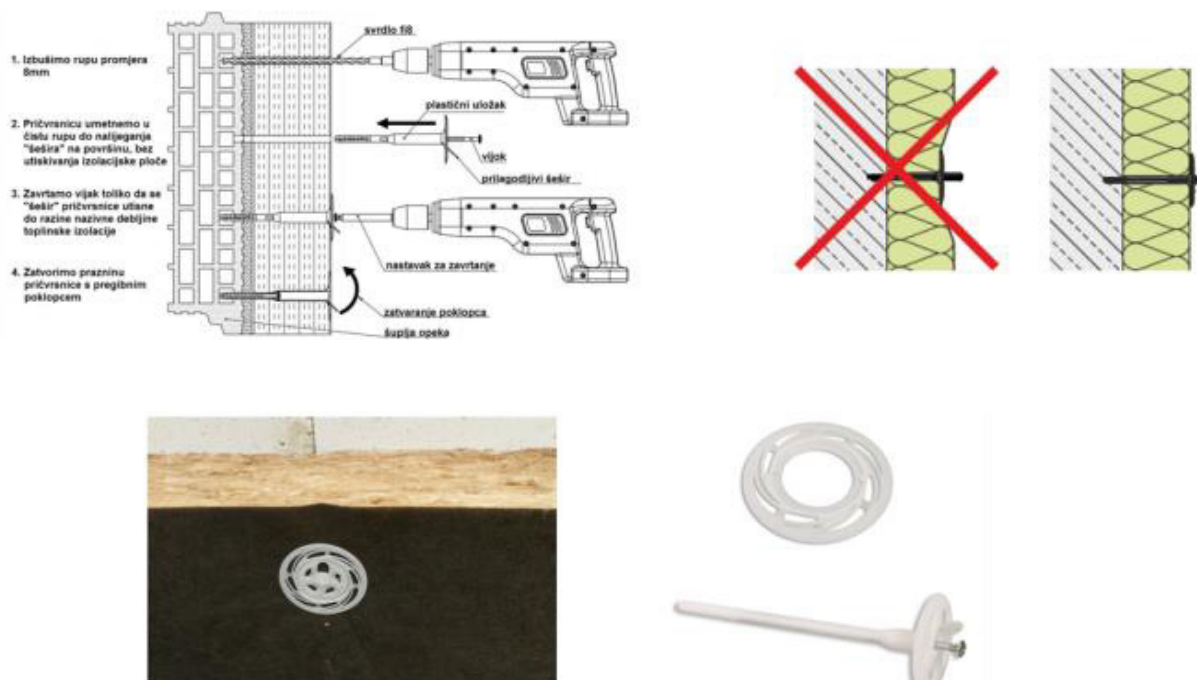 svrdlo fi8
1. Izbušimo rupu promjera
8mm
plastični uložak
2. Pričvrsnicu umetnemo u
čistu rupu do nalijeganja
"šešira" na površinu, bez
utiskivanja izolacijske ploče
vijok
prilagodljivi šešir
3. Zavrtamo vijak toliko da se
"šešir" pričvrsnice utisne
do razine nazivne debljine
toplinske izolacije
nastavak za zavrtanje
4. Zatvorimo prazninu
pričvrsnice s pregibnim
poklopcem
zatvaranje poklopca
šuplja opeka